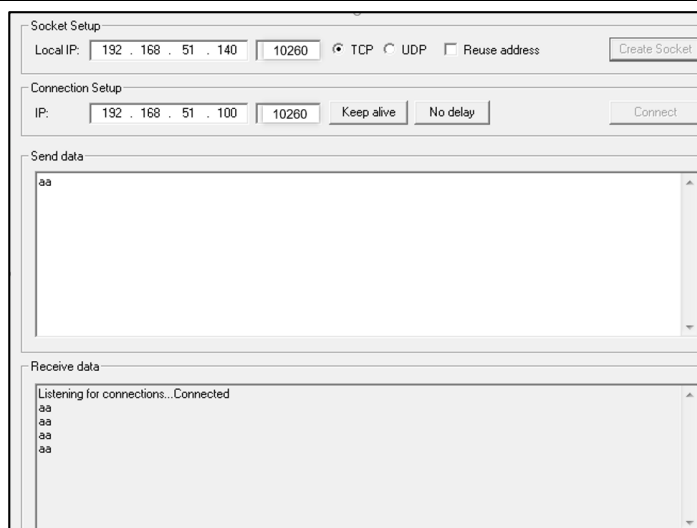 Socket Setup
Local IP: 192 . 168 . 51 . 140 10260 TCP UDP Reuse address Create Socket
Connection Setup
IP: 192 . 168 . 51 . 100 10260 Keep alive No delay Connect
Send data
aa
Receive data
Listening for connections...Connected
aa
aa
aa
aa